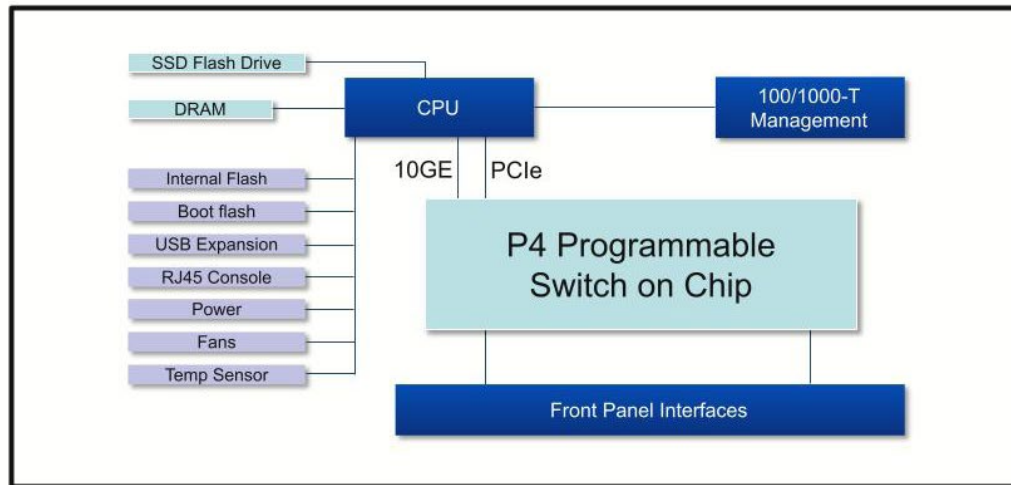 SSD Flash Drive
DRAM
CPU
100/1000-T
Management
10GE
PCIe
Internal Flash
Boot flash
USB Expansion
RJ45 Console
Power
Fans
Temp Sensor
P4 Programmable
Switch on Chip
Front Panel Interfaces